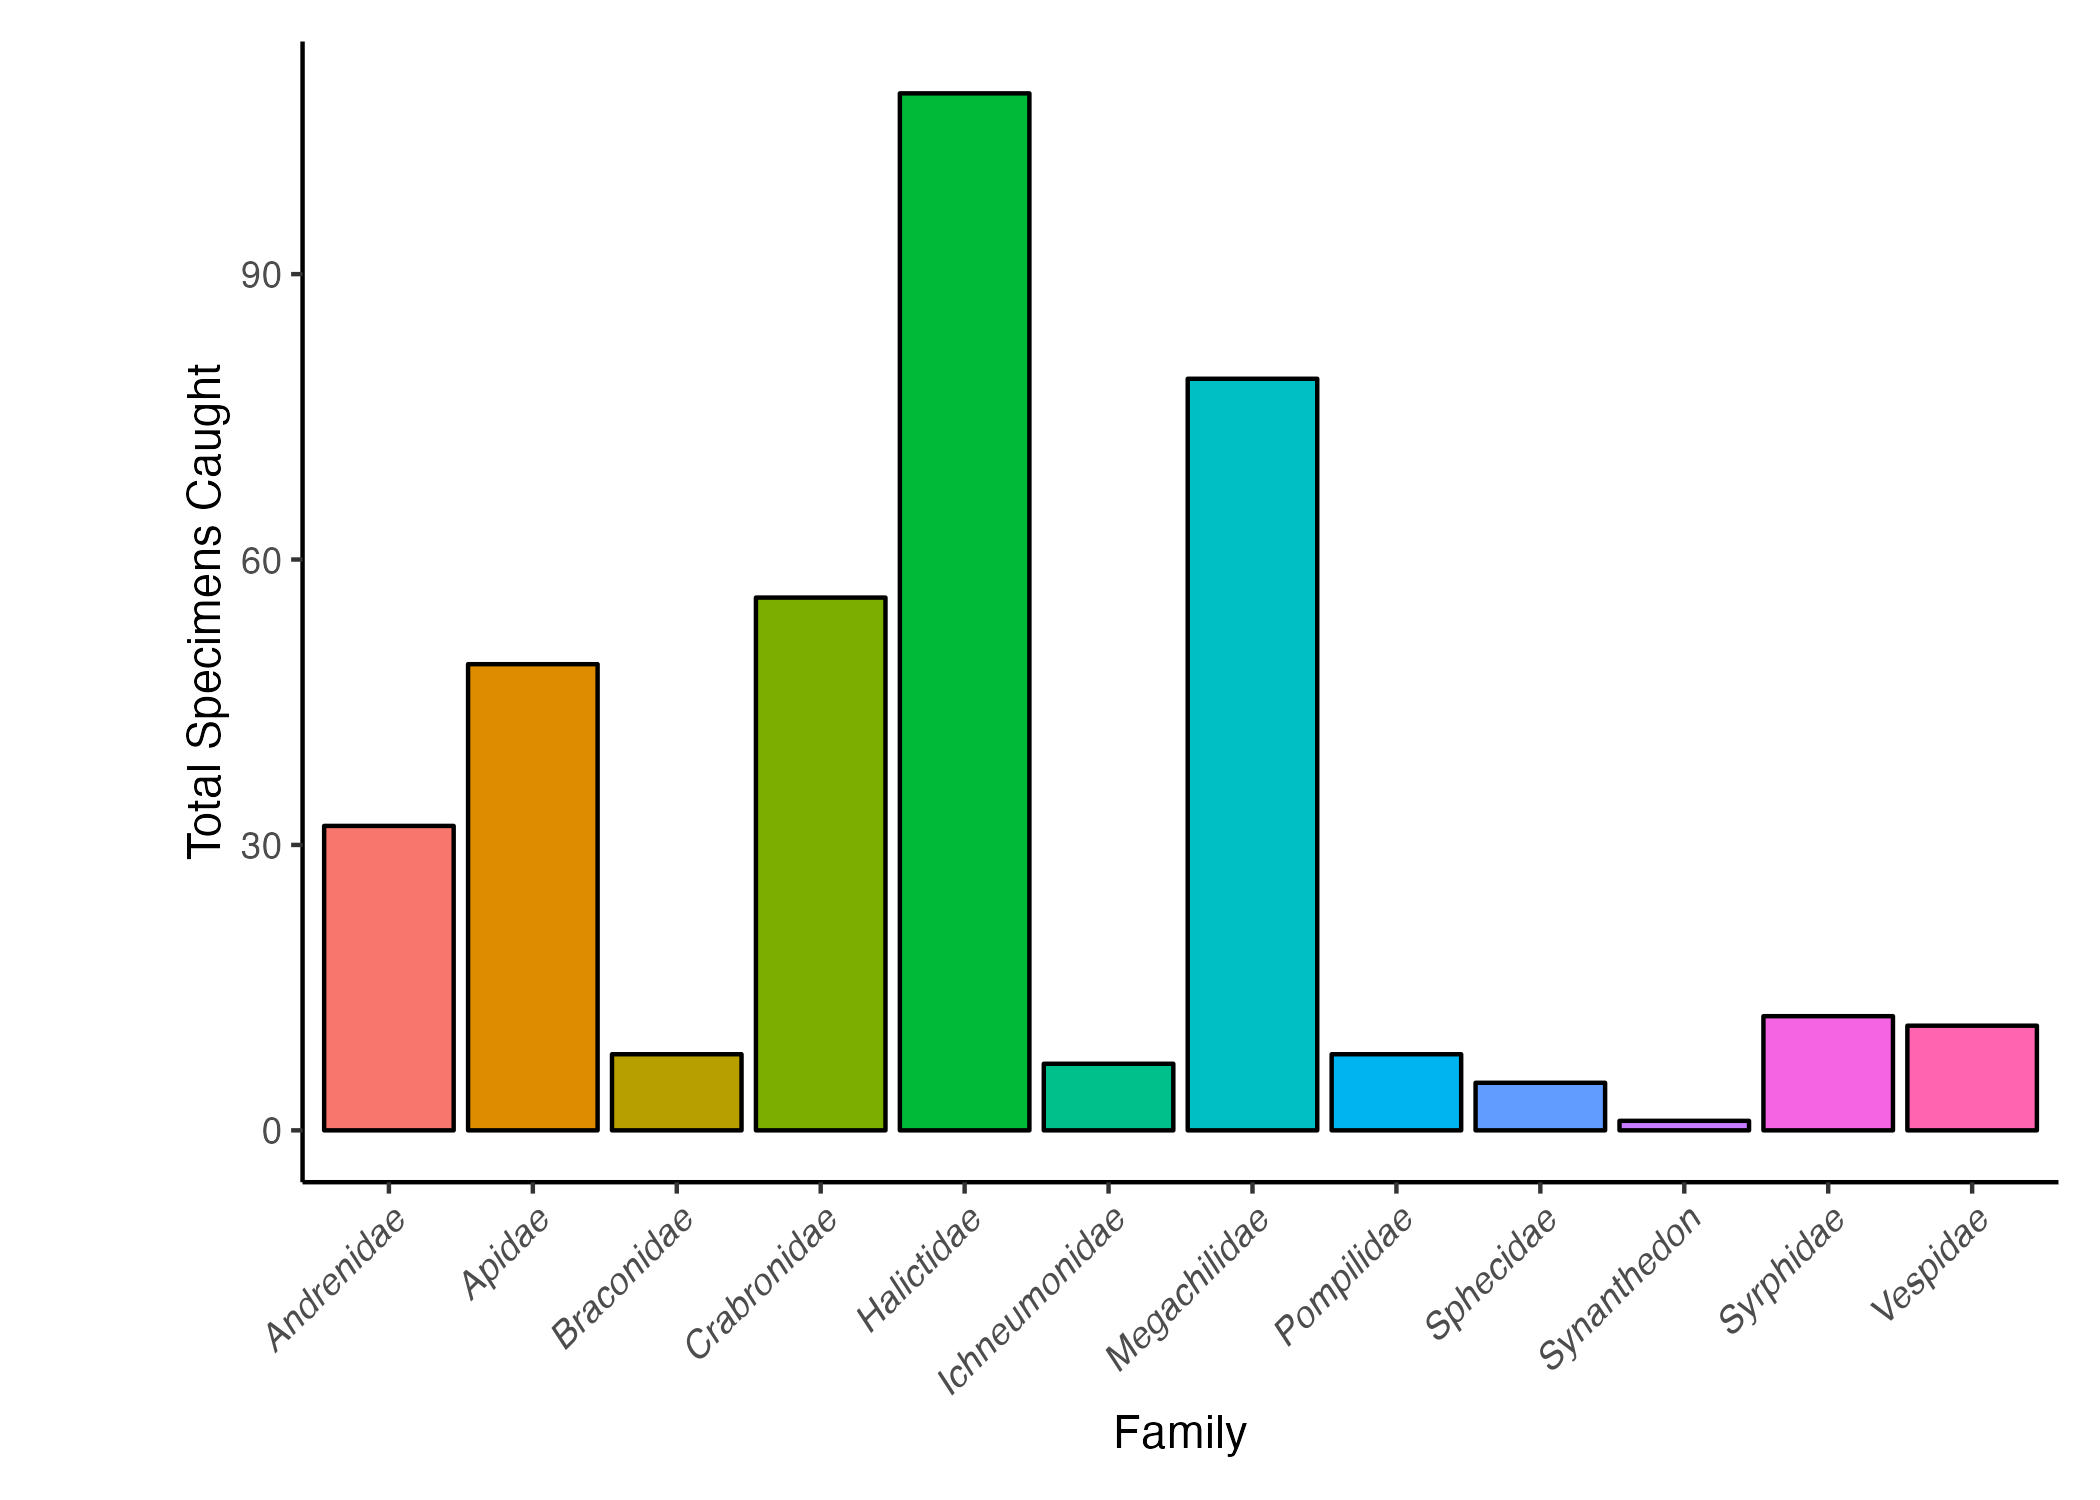 Total Specimens Caught
90
60
30
0
Andrenidae
Apidae
Braconidae
Crabronidae
Halictidae
Ichneumonidae
Megachilidae
Pompilidae
Sphecidae
Synanthedon
Syrphidae
Vespidae
Family